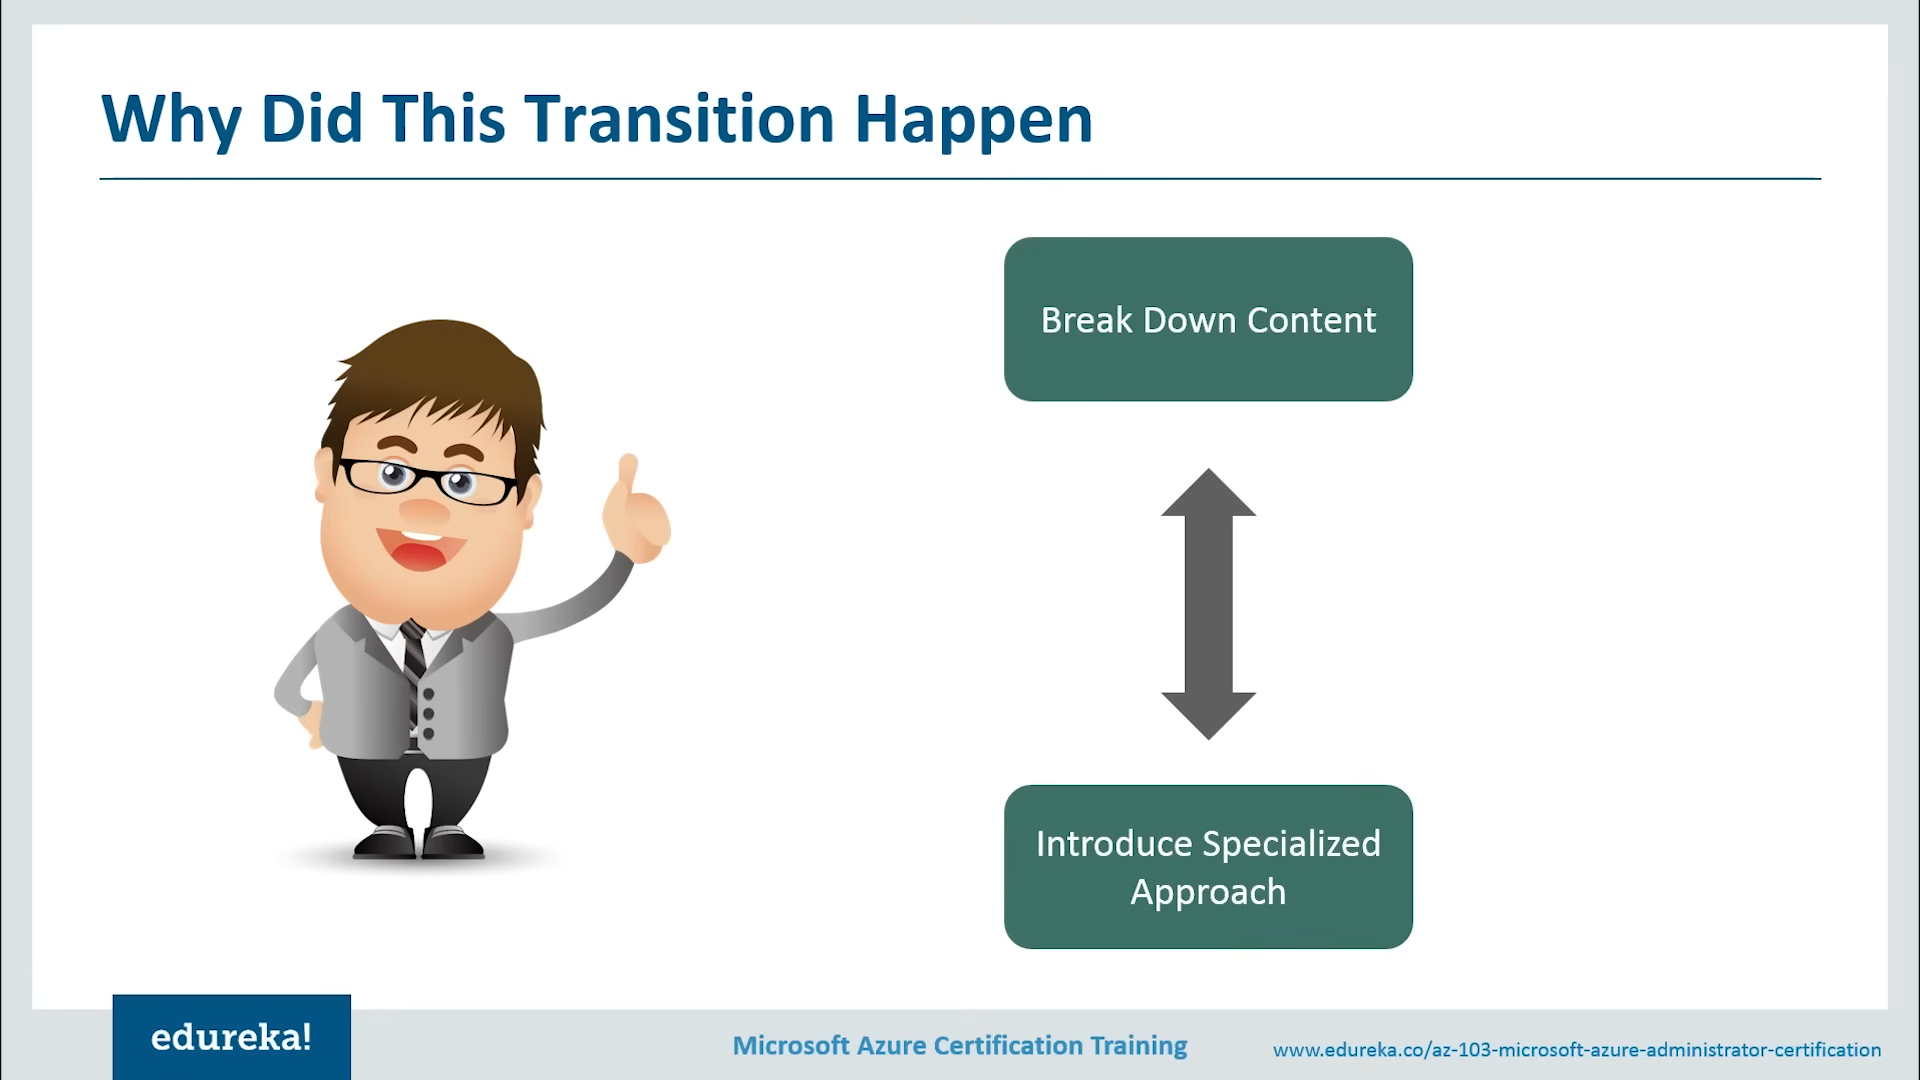 Why Did This Transition Happen
Break Down Content
Introduce Specialized
Approach
edureka!
Microsoft Azure Certification Training
www.edureka.co/az-103-microsoft-azure-administrator-certification